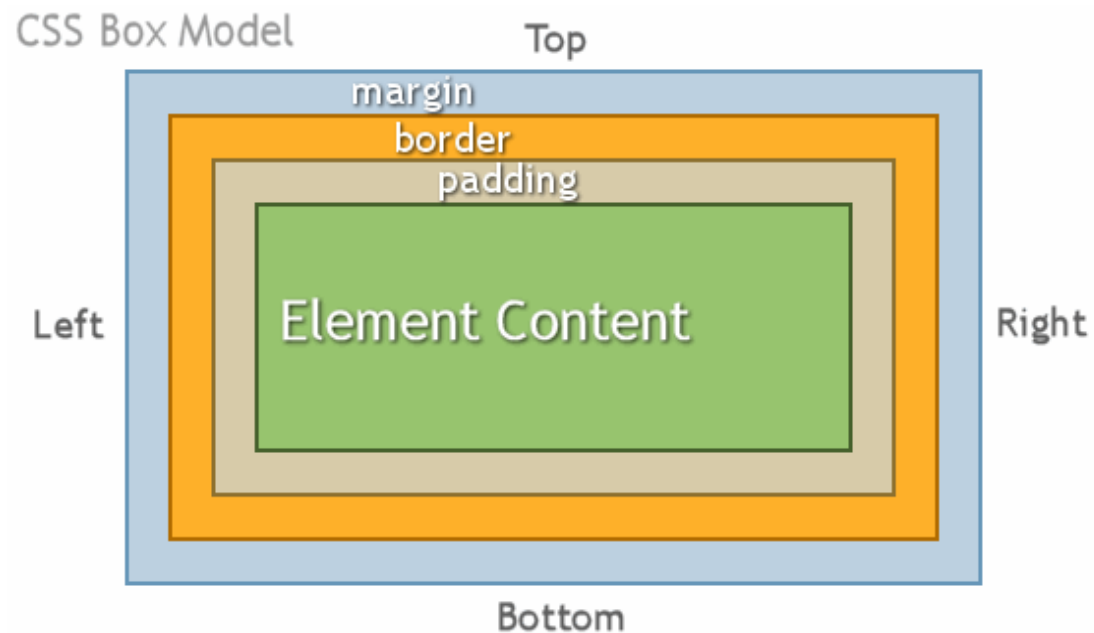 CSS Box Model
Top
margin
border
padding
Element Content
Left
Right
Bottom